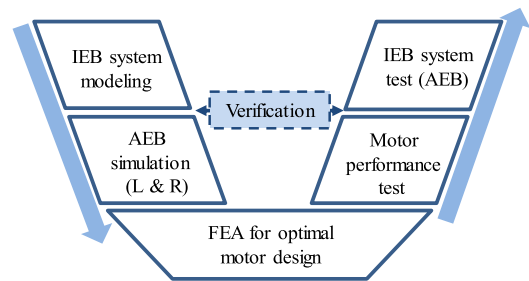 IEB system
modeling
IEB system
test (AEB)
Verification
AEB
simulation
(L & R)
Motor
performance
test
FEA for optimal
motor design